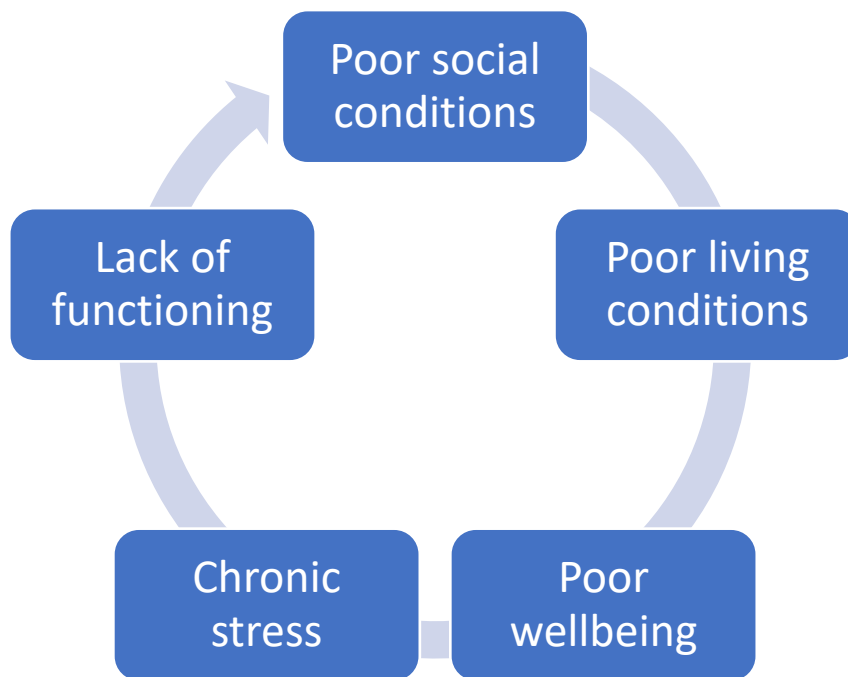 Poor social
conditions
Poor living
conditions
Poor
wellbeing
Chronic
stress
Lack of
functioning